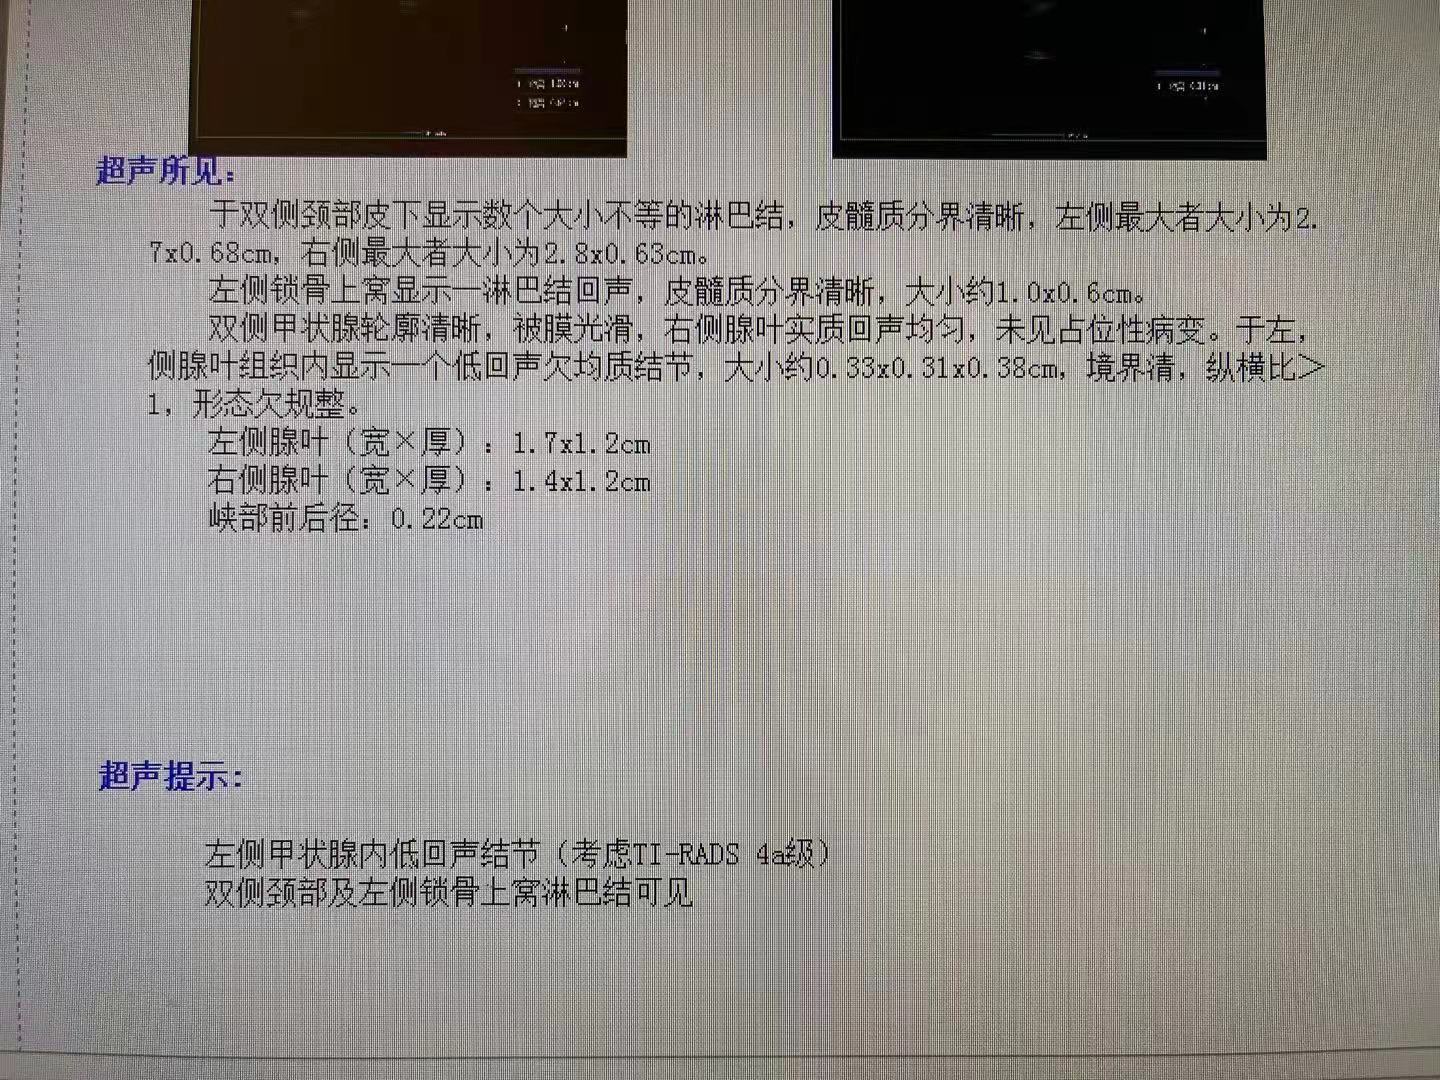 超声所见：
于双侧颈部皮下显示数个大小不等的淋巴结，皮髓质分界清晰，左侧最大者大小为2.
7x0.68cm，右侧最大者大小为2.8x0.63cm。
左侧锁骨上窝显示一淋巴结回声，皮髓质分界清晰，大小约1.0x0.6cm。
双侧甲状腺轮廓清晰，被膜光滑，右侧腺叶实质回声均匀，未见占位性病变。于左，
侧腺叶组织内显示一个低回声欠均质结节，大小约0.33x0.31x0.38cm，境界清，纵横比＞
1，形态欠规整。
左侧腺叶（宽×厚）：1.7x1.2cm
右侧腺叶（宽×厚）：1.4x1.2cm
峡部前后径：0.22cm
超声提示：
左侧甲状腺内低回声结节（考虑TI-RADS 4a级）
双侧颈部及左侧锁骨上窝淋巴结可见